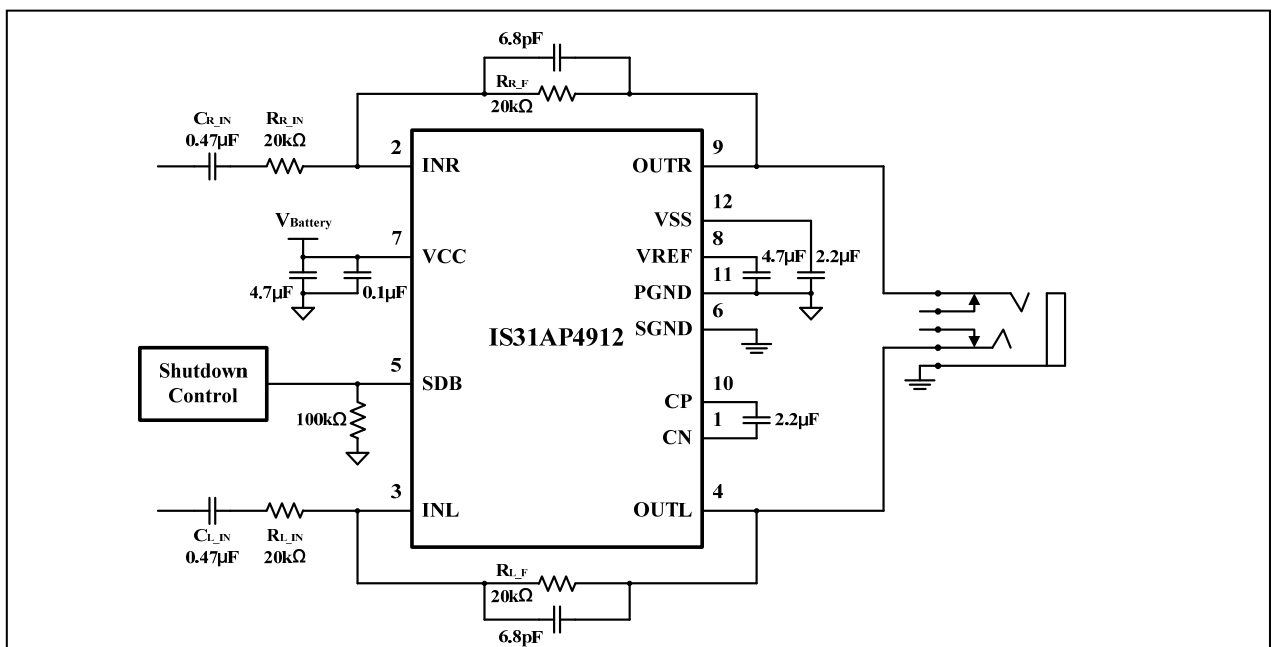 6.8pF
RR_F
20kΩ
CR_IN
0.47µF
RR_IN
20kΩ
2
INR
OUTR
9
12
VSS
VBattery
7
VCC
VREF
8
4.7µF
2.2µF
4.7µF
0.1µF
PGND
11
SGND
6
IS31AP4912
Shutdown
Control
5
SDB
100kΩ
CP
10
CN
1
2.2µF
3
INL
OUTL
4
CL_IN
0.47µF
RL_IN
20kΩ
RL_F
20kΩ
6.8pF